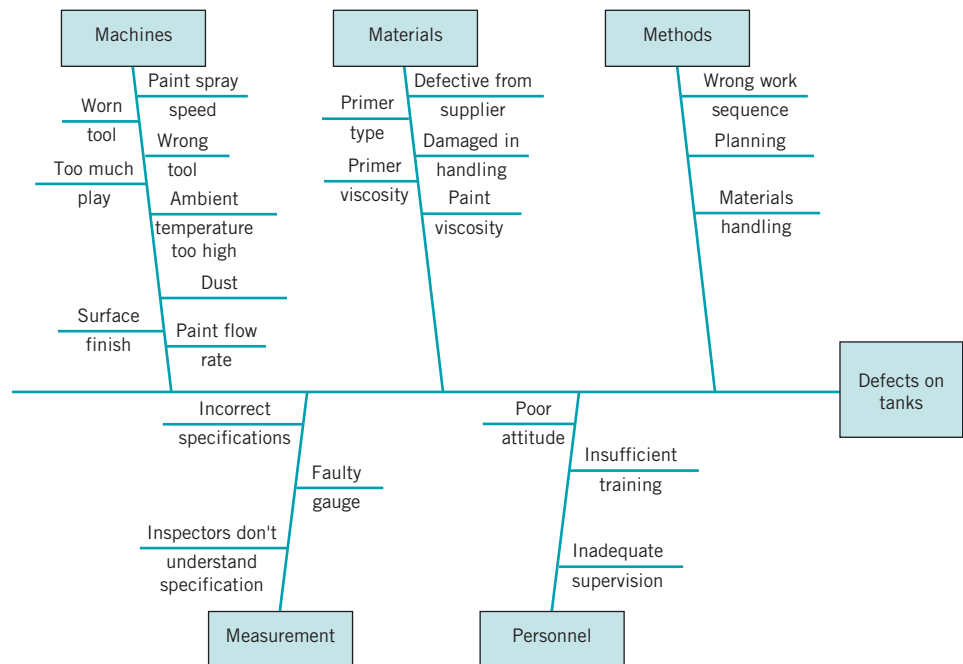 Machines
Materials
Methods
Paint spray
speed
Worn
tool
Wrong
tool
Too much
play
Ambient
temperature
too high
Dust
Surface
finish
Paint flow
rate
Defective from
supplier
Primer
type
Damaged in
handling
Primer
viscosity
Paint
viscosity
Wrong work
sequence
Planning
Materials
handling
Defects on
tanks
Incorrect
specifications
Faulty
gauge
Inspectors don't
understand
specification
Poor
attitude
Insufficient
training
Inadequate
supervision
Measurement
Personnel